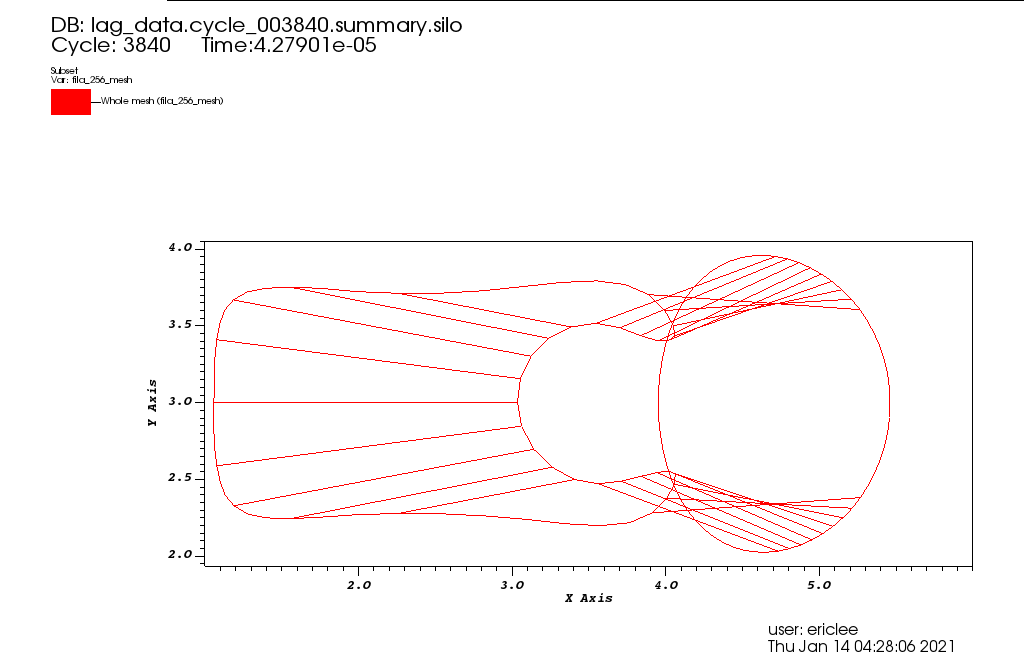 DB: lag_data.cycle_003840.summary.silo
Cycle: 3840 Time:4.27901e-05
Subset
Var: fila_256_mesh
Whole mesh (fila_256_mesh)
4.0
3.5
3.0
2.5
2.0
Y Axis
2.0 3.0 4.0 5.0
X Axis
user: ericlee
Thu Jan 14 04:28:06 2021